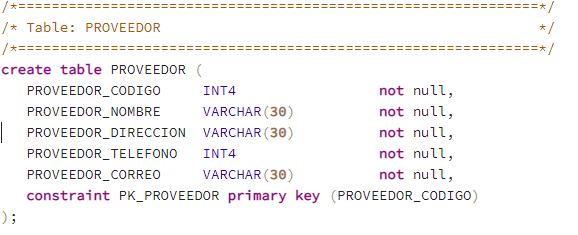 /*==============================================================*/
/* Table: PROVEEDOR                                             */
/*==============================================================*/
create table PROVEEDOR (
   PROVEEDOR_CODIGO     INT4                 not null,
   PROVEEDOR_NOMBRE     VARCHAR(30)          not null,
   PROVEEDOR_DIRECCION  VARCHAR(30)          not null,
   PROVEEDOR_TELEFONO   INT4                 not null,
   PROVEEDOR_CORREO     VARCHAR(30)          not null,
   constraint PK_PROVEEDOR primary key (PROVEEDOR_CODIGO)
);